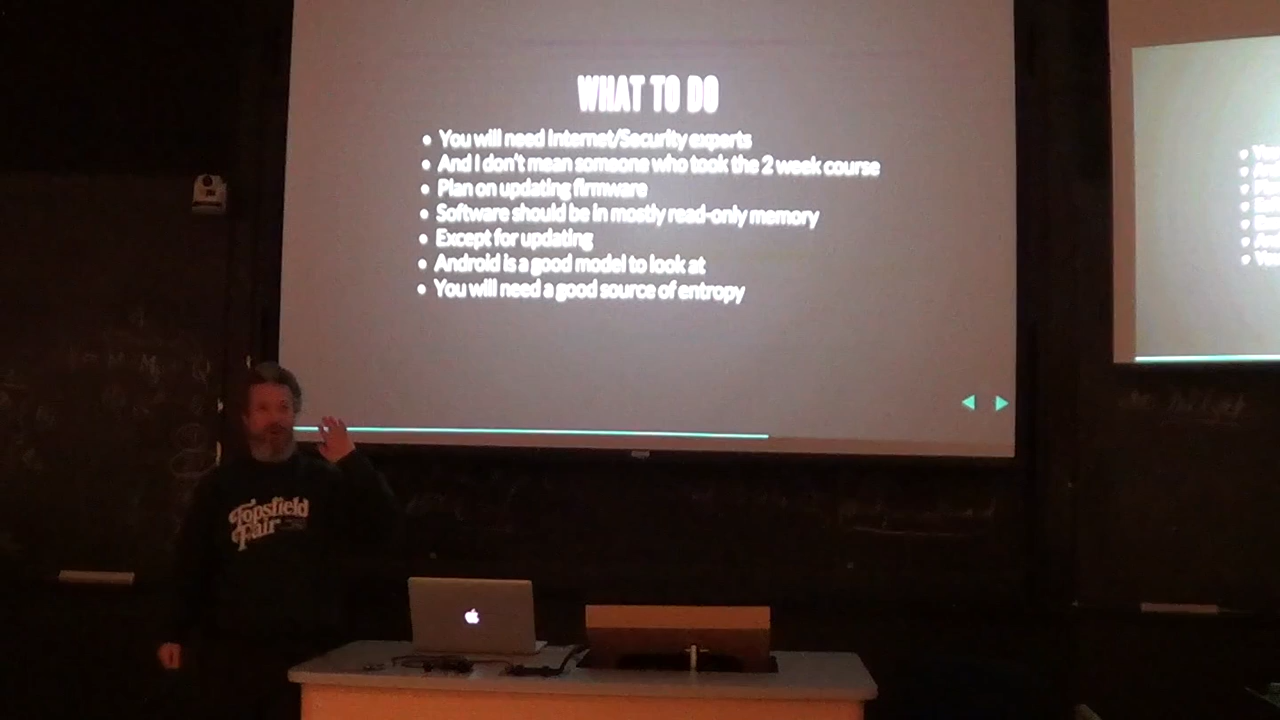 WHAT TO DO
• You will need Internet/Security experts
• And I don't mean someone who took the 2 week course
• Plan on updating firmware
• Software should be in mostly read-only memory
• Except for updating
• Android is a good model to look at
• You will need a good source of entropy
Topsfield
Fair